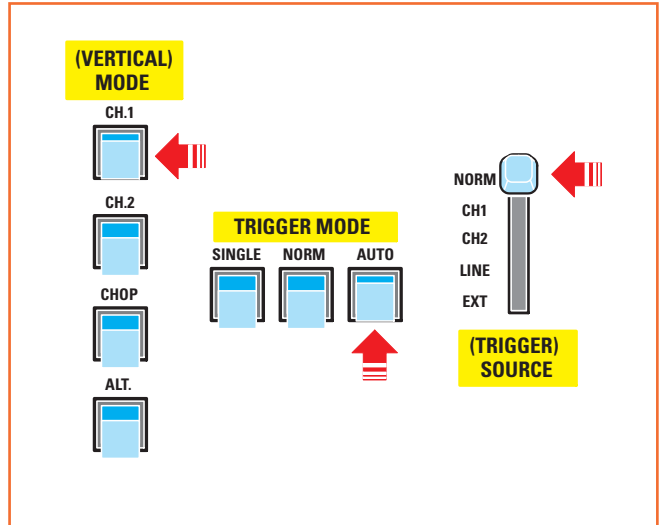 (VERTICAL)
MODE
CH.1
CH.2
CHOP
ALT.
TRIGGER MODE
SINGLE NORM AUTO
NORM
CH1
CH2
LINE
EXT
(TRIGGER)
SOURCE